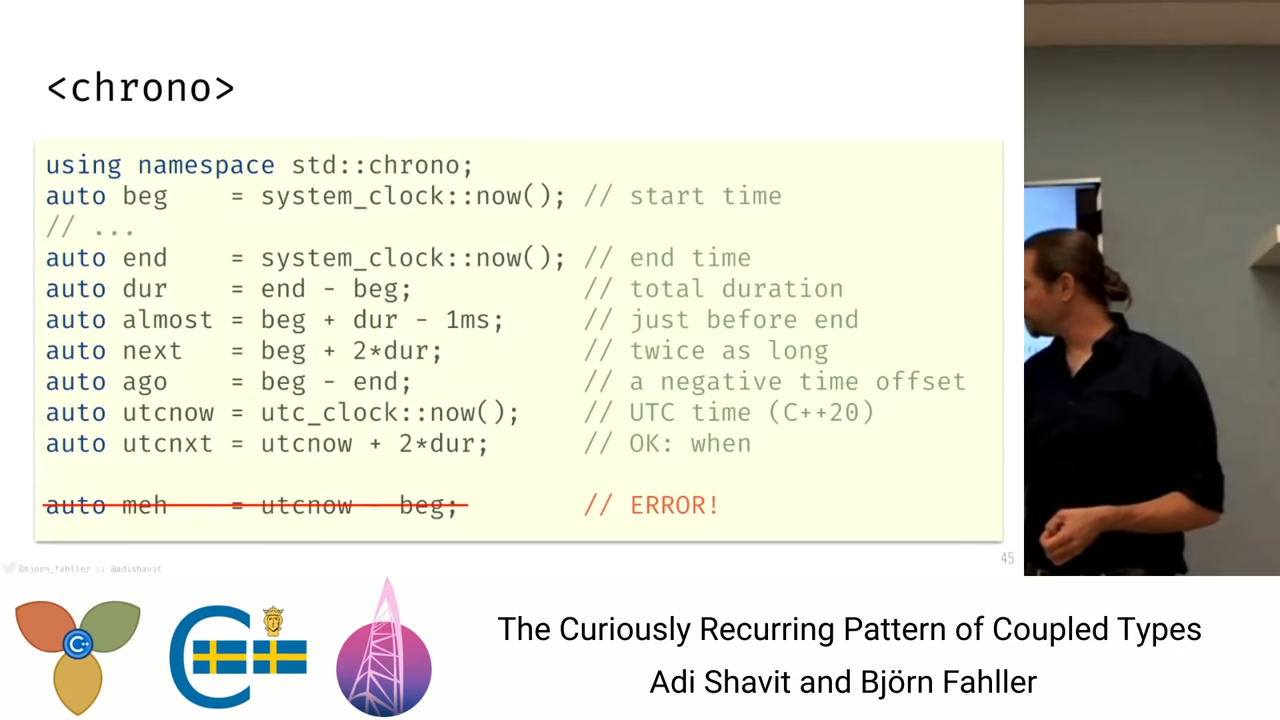 <chrono>
using namespace std::chrono;
auto beg    = system_clock::now(); // start time
// ...
auto end    = system_clock::now(); // end time
auto dur    = end - beg;           // total duration
auto almost = beg + dur - 1ms;     // just before end
auto next   = beg + 2*dur;         // twice as long
auto ago    = beg - end;           // a negative time offset
auto utcnow = utc_clock::now();    // UTC time (C++20)
auto utcnxt = utcnow + 2*dur;      // OK: when
auto meh    = utcnow - beg;        // ERROR!
@bjorn_fahller :: @adishavit
45
C++
The Curiously Recurring Pattern of Coupled Types
Adi Shavit and Björn Fahller